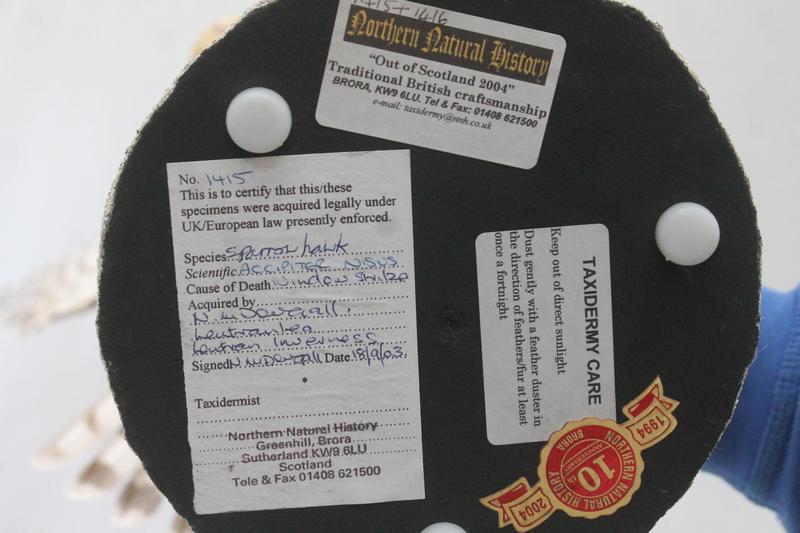 1415 + 1416
Northern Natural History
"Out of Scotland 2004"
Traditional British craftsmanship
BRORA, KW9 6LU. Tel & Fax: 01408 621500
e-mail: taxidermy@nnh.co.uk
No. 1415
This is to certify that this/these
specimens were acquired legally under
UK/European law presently enforced.
Species Sparrow hawk
Scientific ACCIPITER NISUS
Cause of Death Window
Acquired by
N. McDougall.
Inverness
Signed N McDougall Date 18/9/03.
*
Taxidermist
Northern Natural History
Greenhill, Brora
Sutherland KW9 6LU
Scotland
Tele & Fax 01408 621500
TAXIDERMY CARE
Keep out of direct sunlight
Dust gently with a feather duster in
the direction of feathers/fur at least
once a fortnight
NORTHERN NATURAL HISTORY
BRORA
10
th
ANNIVERSARY
1994
2004